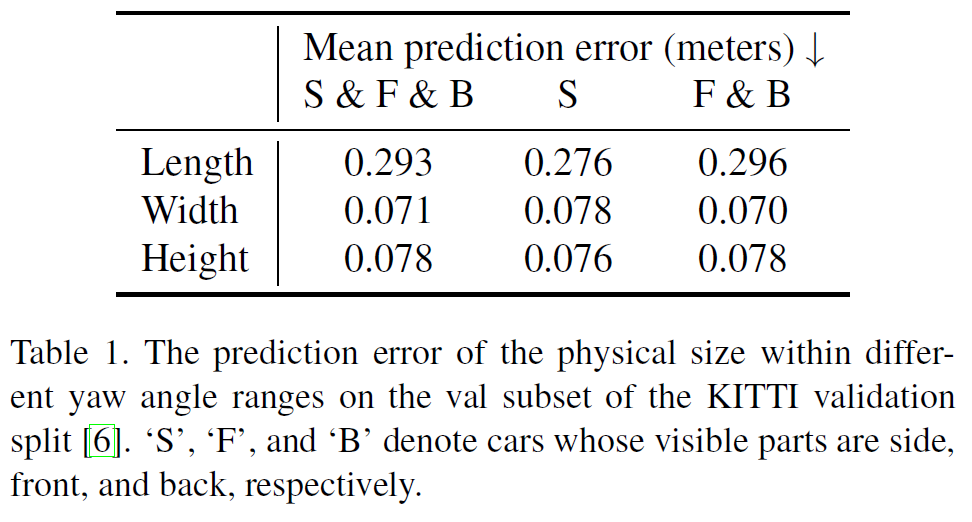 Mean prediction error (meters) ↓
S & F & B S F & B
Length 0.293 0.276 0.296
Width 0.071 0.078 0.070
Height 0.078 0.076 0.078
Table 1. The prediction error of the physical size within differ-
ent yaw angle ranges on the val subset of the KITTI validation
split [6]. ‘S’, ‘F’, and ‘B’ denote cars whose visible parts are side,
front, and back, respectively.